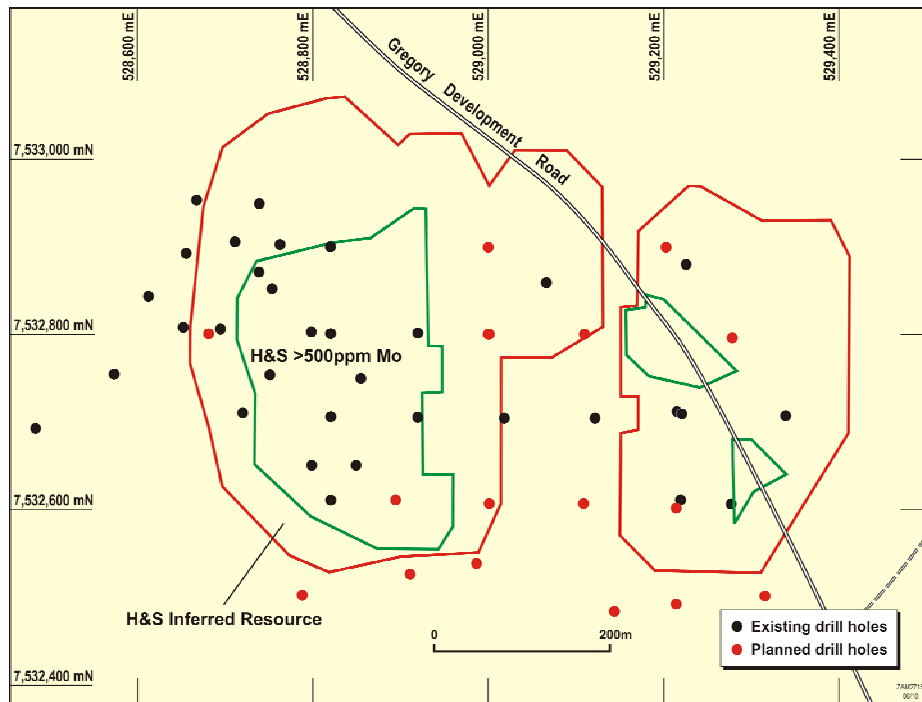 528,600 mE
528,800 mE
529,000 mE
529,200 mE
529,400 mE
Gregory Development Road
7,533,000 mN
7,532,800 mN
H&S >500ppm Mo
7,532,600 mN
H&S Inferred Resource
0 200m
Existing drill holes
Planned drill holes
7,532,400 mN
06/10